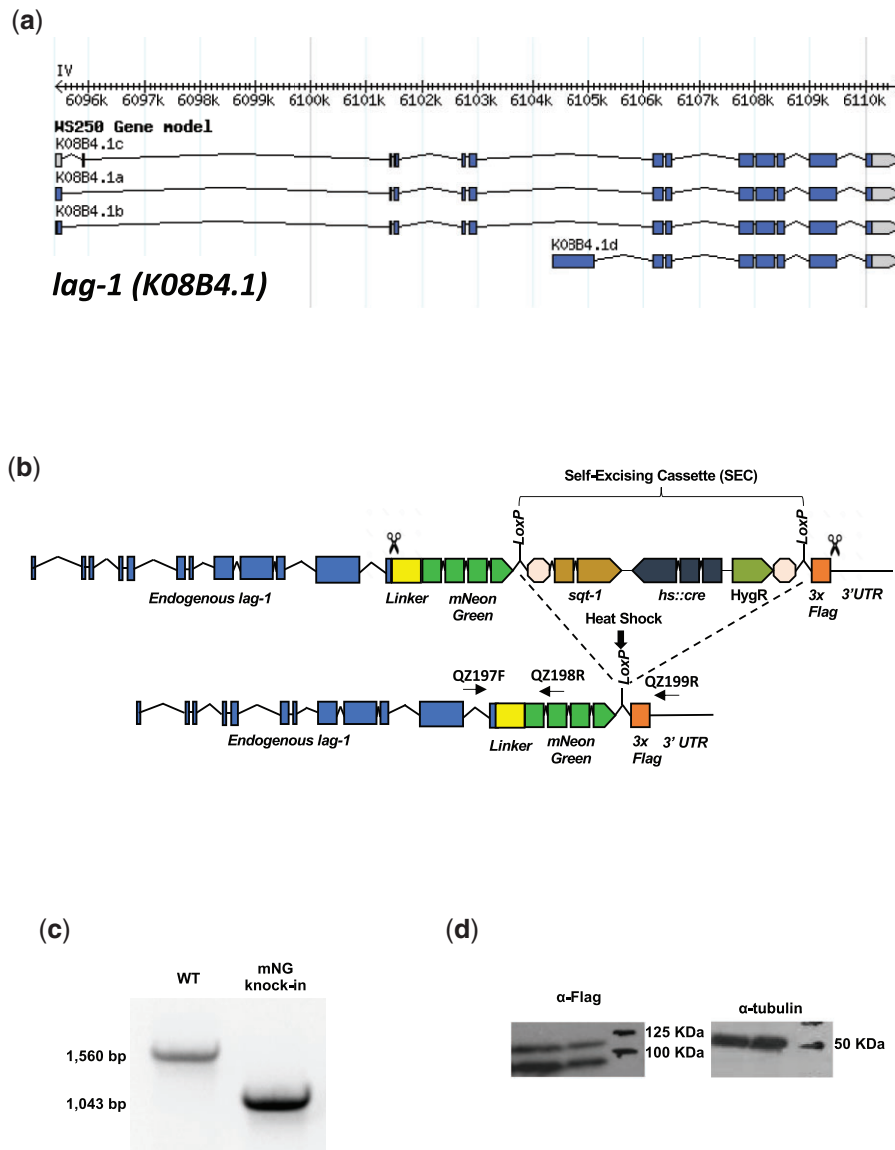 (a)
IV
6096k 6097k 6098k 6099k 6100k 6101k 6102k 6103k 6104k 6105k 6106k 6107k 6108k 6109k 6110k
WS250 Gene model
K08B4.1c
K08B4.1a
K08B4.1b
K08B4.1d
lag-1 (K08B4.1)
(b)
Self-Excising Cassette (SEC)
LoxP
LoxP
Endogenous lag-1
Linker
mNeon
Green
sqt-1
hs::cre
HygR
3x
Flag
3'UTR
Heat Shock
LoxP
QZ197F
QZ198R
QZ199R
Endogenous lag-1
Linker
mNeon
Green
3x
Flag
3' UTR
(c)
WT
mNG
knock-in
1,560 bp
1,043 bp
(d)
α-Flag
125 KDa
100 KDa
α-tubulin
50 KDa